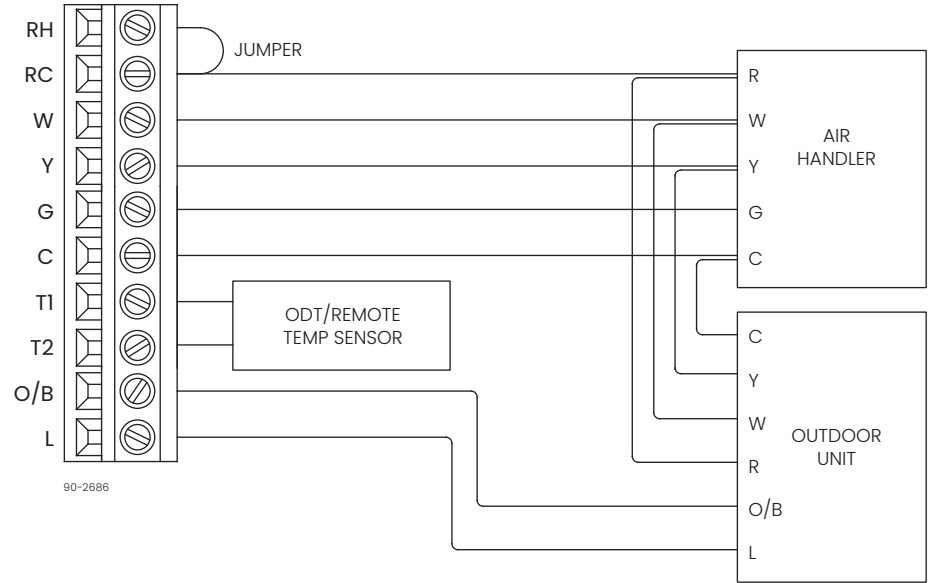 RH
RC
W
Y
G
C
T1
T2
O/B
L
90-2686
JUMPER
ODT/REMOTE
TEMP SENSOR
R
W
Y
G
C
AIR
HANDLER
C
Y
W
R
O/B
L
OUTDOOR
UNIT